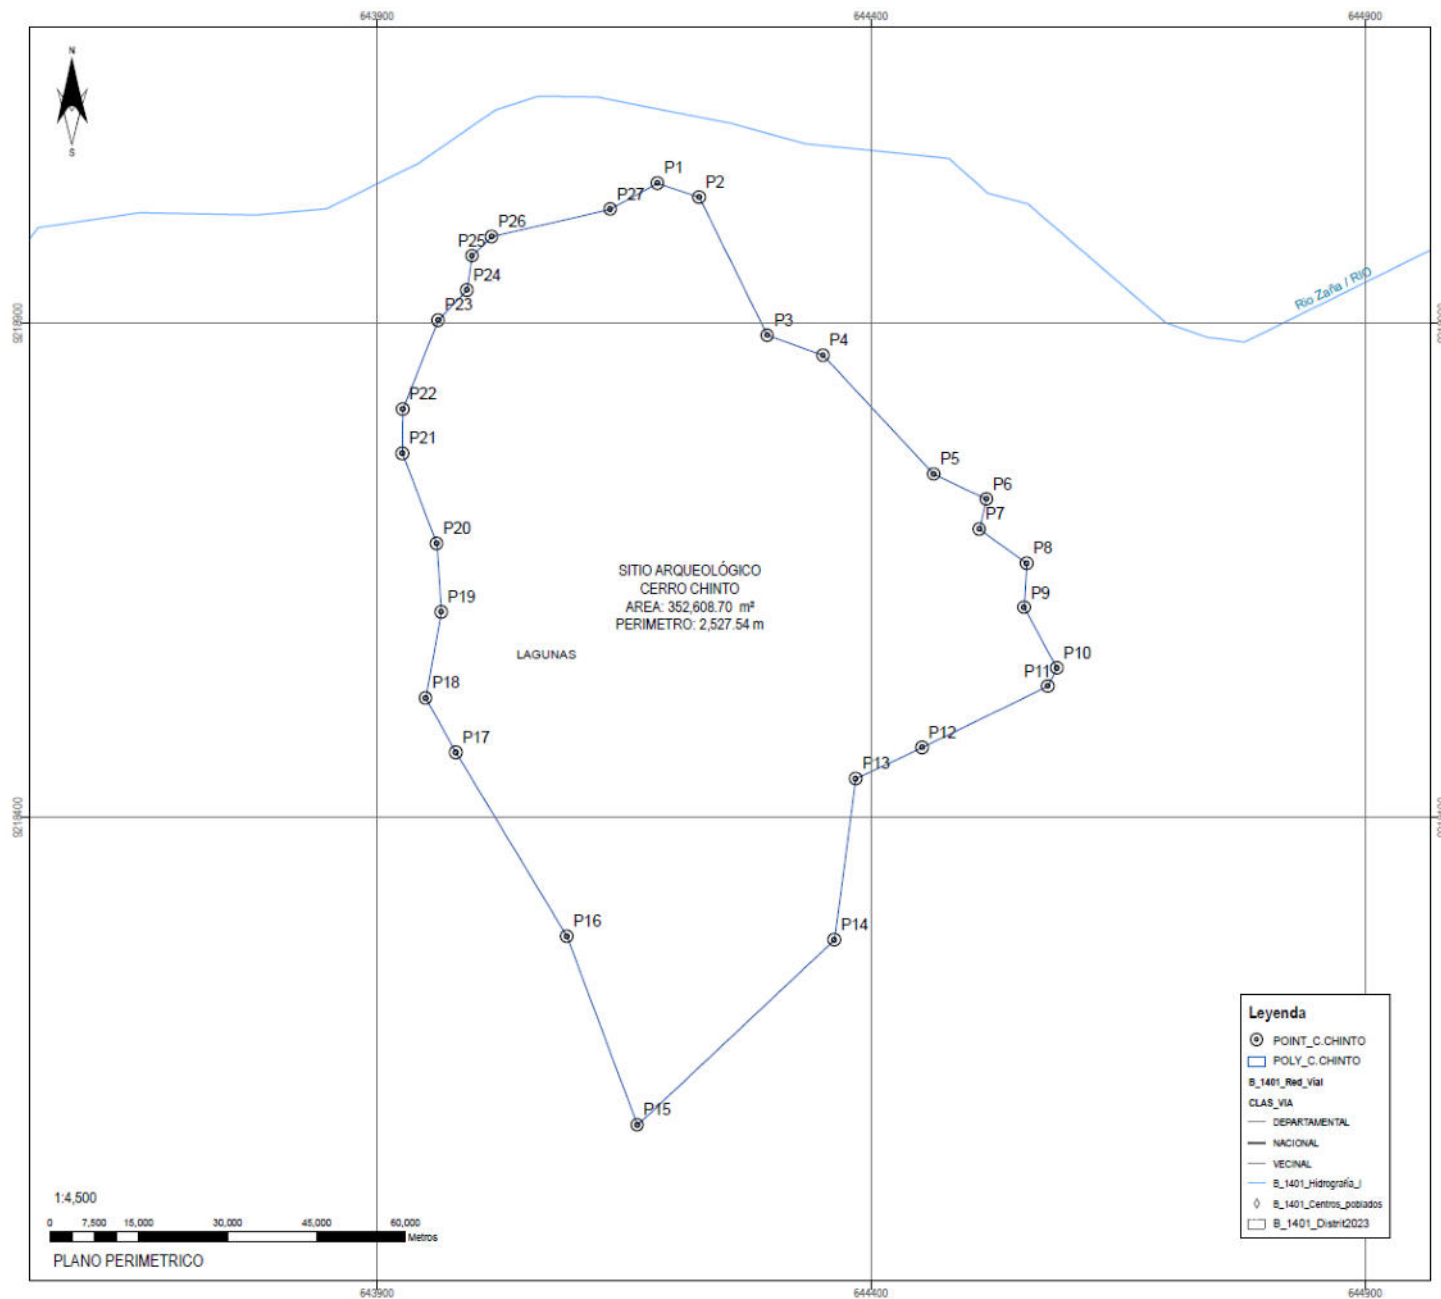 643900
644400
644900
N
S
P1
P2
P27
P26
P25
P24
P23
Rio Zaña / RIO
9218900
P3
P4
P22
P21
P5
P6
P7
P20
P8
SITIO ARQUEOLÓGICO
CERRO CHINTO
AREA: 352,608.70 m²
PERIMETRO: 2,527.54 m
P9
P19
LAGUNAS
P10
P11
P18
P17
P12
P13
9218400
P16
P14
P15
Leyenda
POINT_C.CHINTO
POLY_C.CHINTO
B_1401_Red_Vial
CLAS_VIA
DEPARTAMENTAL
NACIONAL
VECINAL
B_1401_Hidrografía_l
B_1401_Centros_poblados
B_1401_Distrit2023
1:4,500
0 7,500 15,000 30,000 45,000 60,000
Metros
PLANO PERIMETRICO
643900
644400
644900